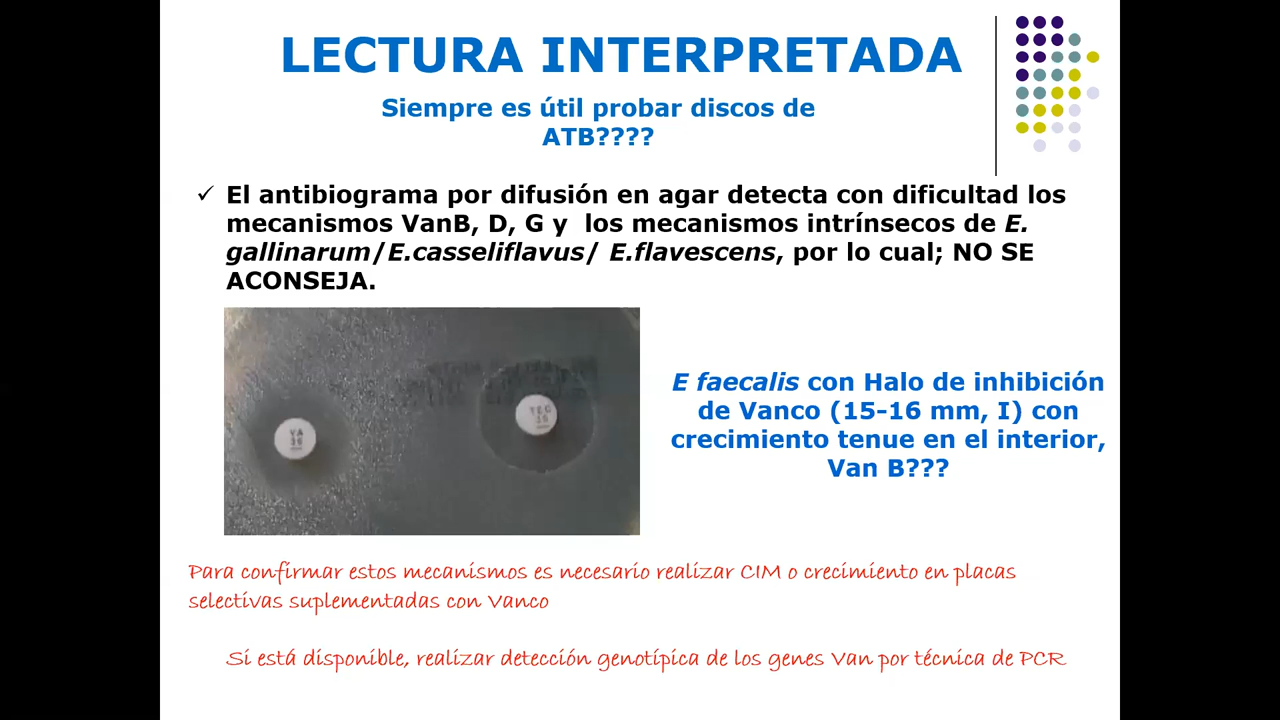 LECTURA INTERPRETADA
Siempre es útil probar discos de
ATB????
✓ El antibiograma por difusión en agar detecta con dificultad los
mecanismos VanB, D, G y los mecanismos intrínsecos de E.
gallinarum/E.casseliflavus/ E.flavescens, por lo cual; NO SE
ACONSEJA.
VA
30
TEC
30
E faecalis con Halo de inhibición
de Vanco (15-16 mm, I) con
crecimiento tenue en el interior,
Van B???
Para confirmar estos mecanismos es necesario realizar CIM o crecimiento en placas
selectivas suplementadas con Vanco
Si está disponible, realizar detección genotípica de los genes Van por técnica de PCR